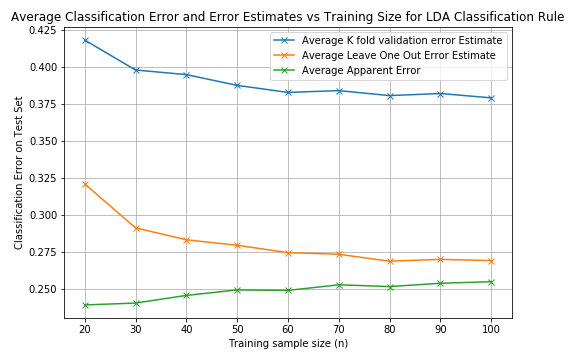 Average Classification Error and Error Estimates vs Training Size for LDA Classification Rule
Average K fold validation error Estimate
Average Leave One Out Error Estimate
Average Apparent Error
Classification Error on Test Set
0.425
0.400
0.375
0.350
0.325
0.300
0.275
0.250
20 30 40 50 60 70 80 90 100
Training sample size (n)